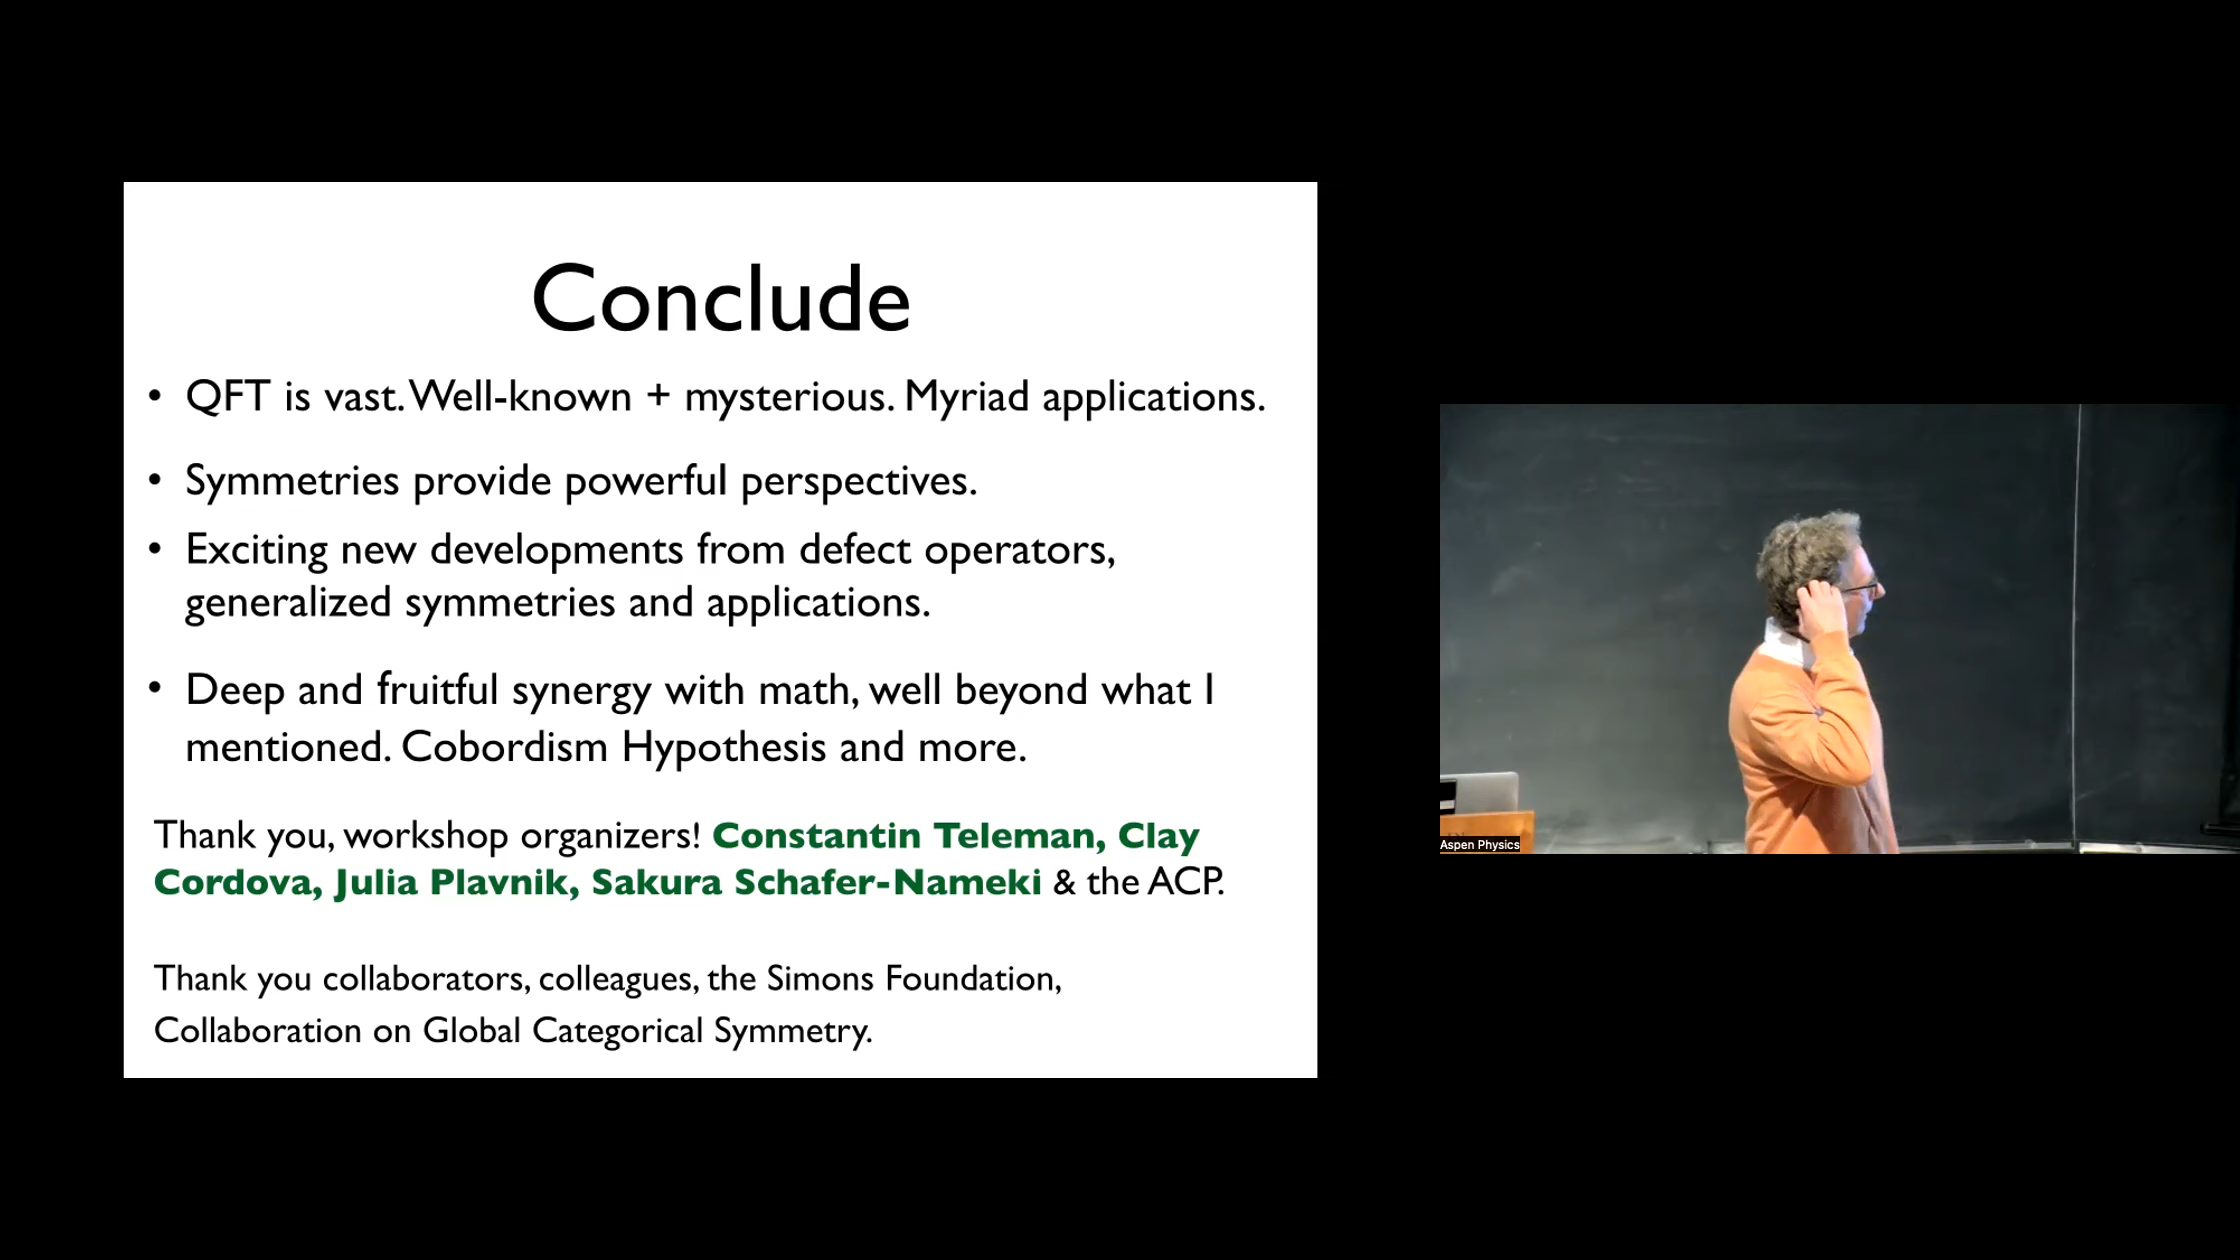 Conclude
• QFT is vast. Well-known + mysterious. Myriad applications.
• Symmetries provide powerful perspectives.
• Exciting new developments from defect operators,
generalized symmetries and applications.
• Deep and fruitful synergy with math, well beyond what I
mentioned. Cobordism Hypothesis and more.
Thank you, workshop organizers! Constantin Teleman, Clay
Cordova, Julia Plavnik, Sakura Schafer-Nameki & the ACP.
Thank you collaborators, colleagues, the Simons Foundation,
Collaboration on Global Categorical Symmetry.
Aspen Physics